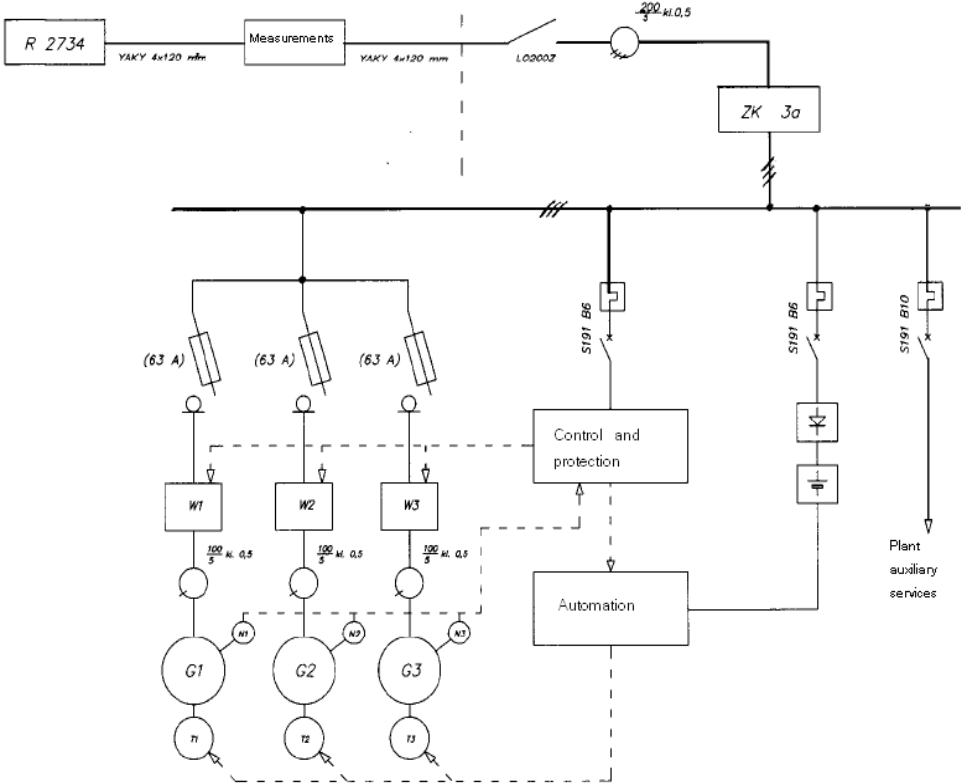 200
5 kl.0,5
R 2734
Measurements
YAKY 4x120 mm
YAKY 4x120 mm
LO200Z
ZK 3a
S191 B6
S191 B6
S191 B10
(63 A)
(63 A)
(63 A)
Control and
protection
W1
W2
W3
100
5 kl. 0,5
100
5 kl. 0,5
100
5 kl. 0,5
Plant
auxiliary
services
Automation
N1
N2
N3
G1
G2
G3
T1
T2
T3